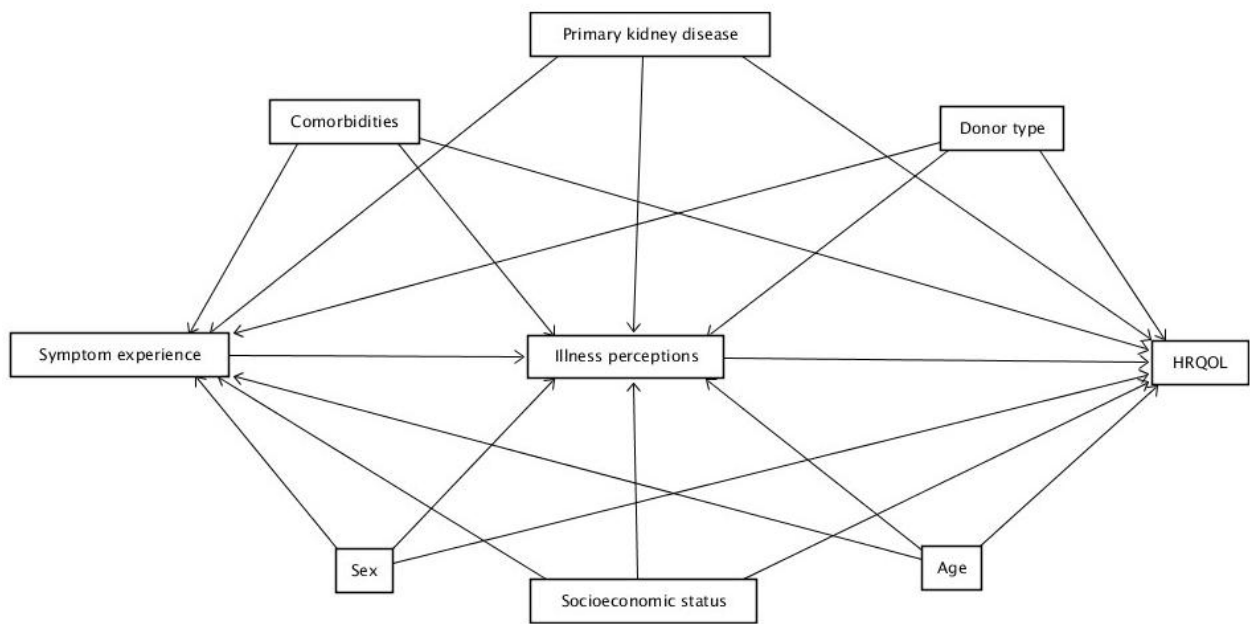 Primary kidney disease
Comorbidities
Donor type
Symptom experience
Illness perceptions
HRQOL
Sex
Age
Socioeconomic status